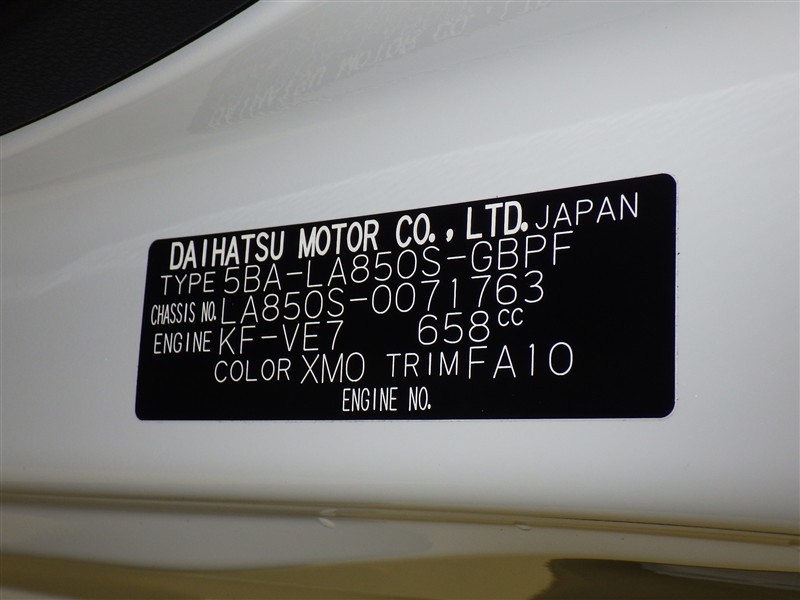 DAIHATSU MOTOR CO., LTD. JAPAN
TYPE 5BA-LA850S-GBPF
CHASSIS NO. LA850S-0071763
ENGINE KF-VE7 658cc
COLOR XM0 TRIM FA10
ENGINE NO.